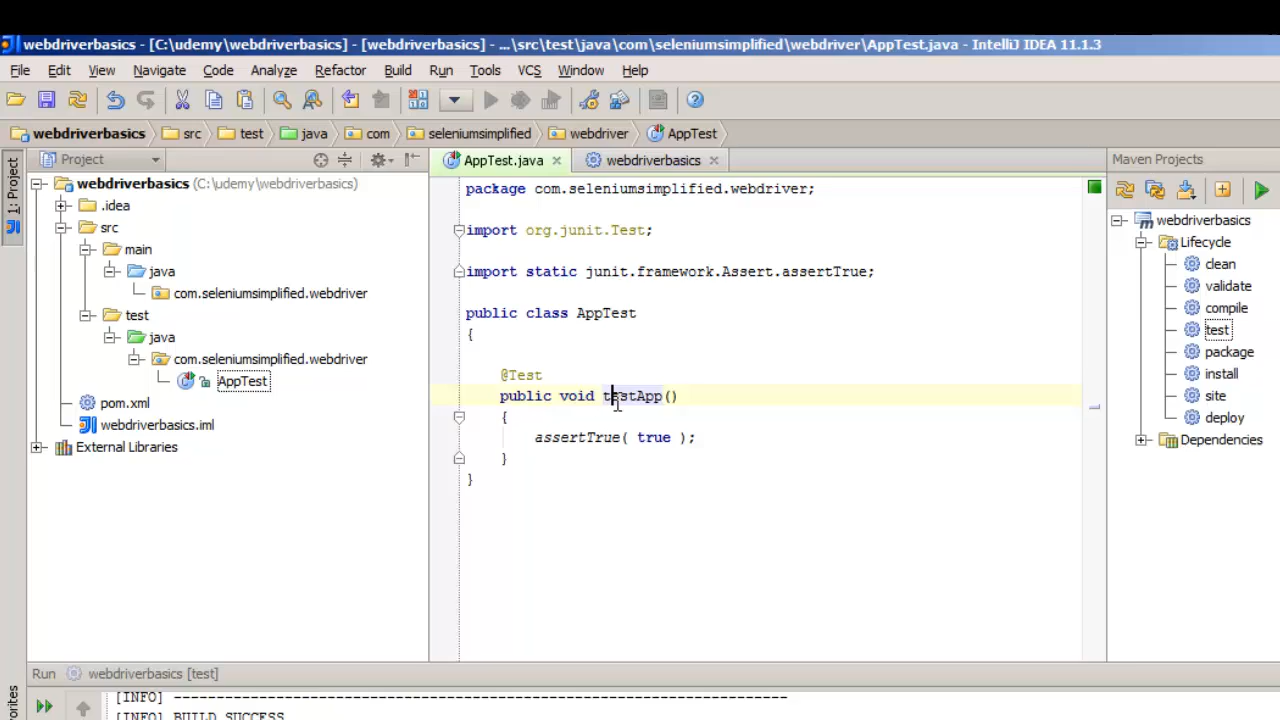 webdriverbasics - [C:\udemy\webdriverbasics] - [webdriverbasics] - ...\src\test\java\com\seleniumsimplified\webdriver\AppTest.java - IntelliJ IDEA 11.1.3
File Edit View Navigate Code Analyze Refactor Build Run Tools VCS Window Help
webdriverbasics src test java com seleniumsimplified webdriver AppTest
1: Project
Project
webdriverbasics (C:\udemy\webdriverbasics)
.idea
src
main
java
com.seleniumsimplified.webdriver
test
java
com.seleniumsimplified.webdriver
AppTest
pom.xml
webdriverbasics.iml
External Libraries
AppTest.java webdriverbasics
package com.seleniumsimplified.webdriver;
import org.junit.Test;
import static junit.framework.Assert.assertTrue;
public class AppTest
{
@Test
public void testApp()
{
assertTrue( true );
}
}
Maven Projects
webdriverbasics
Lifecycle
clean
validate
compile
test
package
install
site
deploy
Dependencies
Run webdriverbasics [test]
[INFO] ------------------------------------------------------------------------
[INFO] BUILD SUCCESS